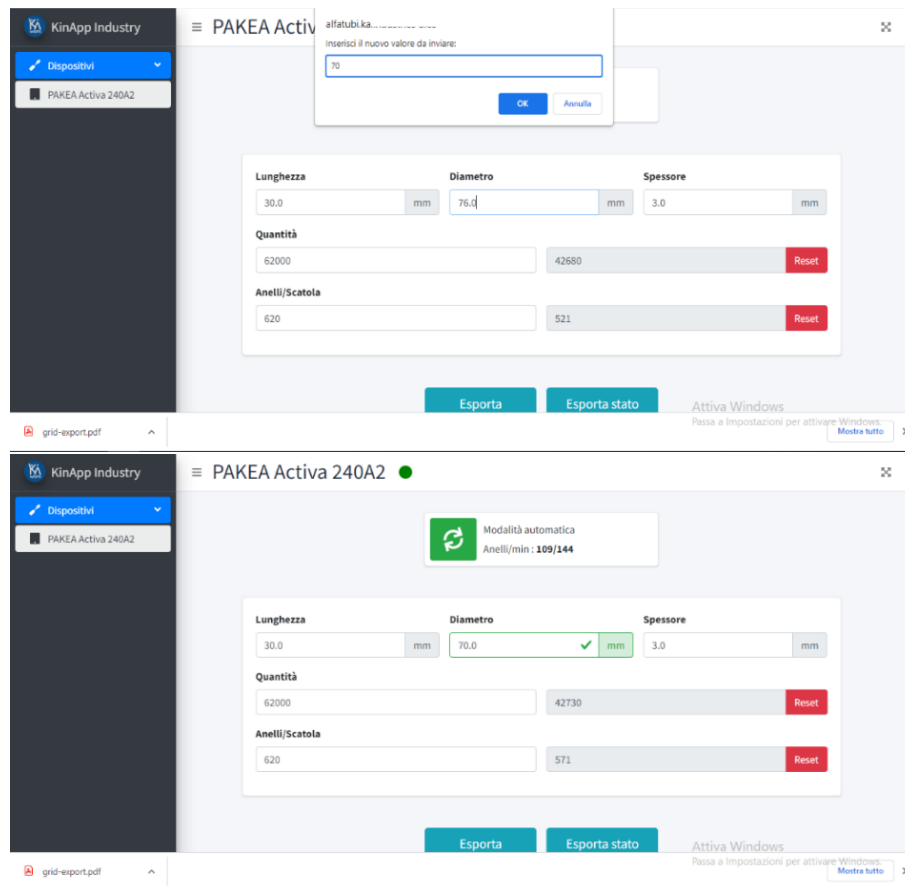 KinApp Industry
≡ PAKEA Activ
alfatubi.ka
Inserisci il nuovo valore da inviare:
70
OK Annulla
Dispositivi
PAKEA Activa 240A2
Lunghezza Diametro Spessore
30.0 mm 76.0 mm 3.0 mm
Quantità
62000 42680 Reset
Anelli/Scatola
620 521 Reset
Esporta Esporta stato
Attiva Windows
Passa a Impostazioni per attivare Windows.
grid-export.pdf Mostra tutto
KinApp Industry
≡ PAKEA Activa 240A2
Dispositivi
PAKEA Activa 240A2
Modalità automatica
Anelli/min : 109/144
Lunghezza Diametro Spessore
30.0 mm 70.0 mm 3.0 mm
Quantità
62000 42730 Reset
Anelli/Scatola
620 571 Reset
Esporta Esporta stato
Attiva Windows
Passa a Impostazioni per attivare Windows.
grid-export.pdf Mostra tutto